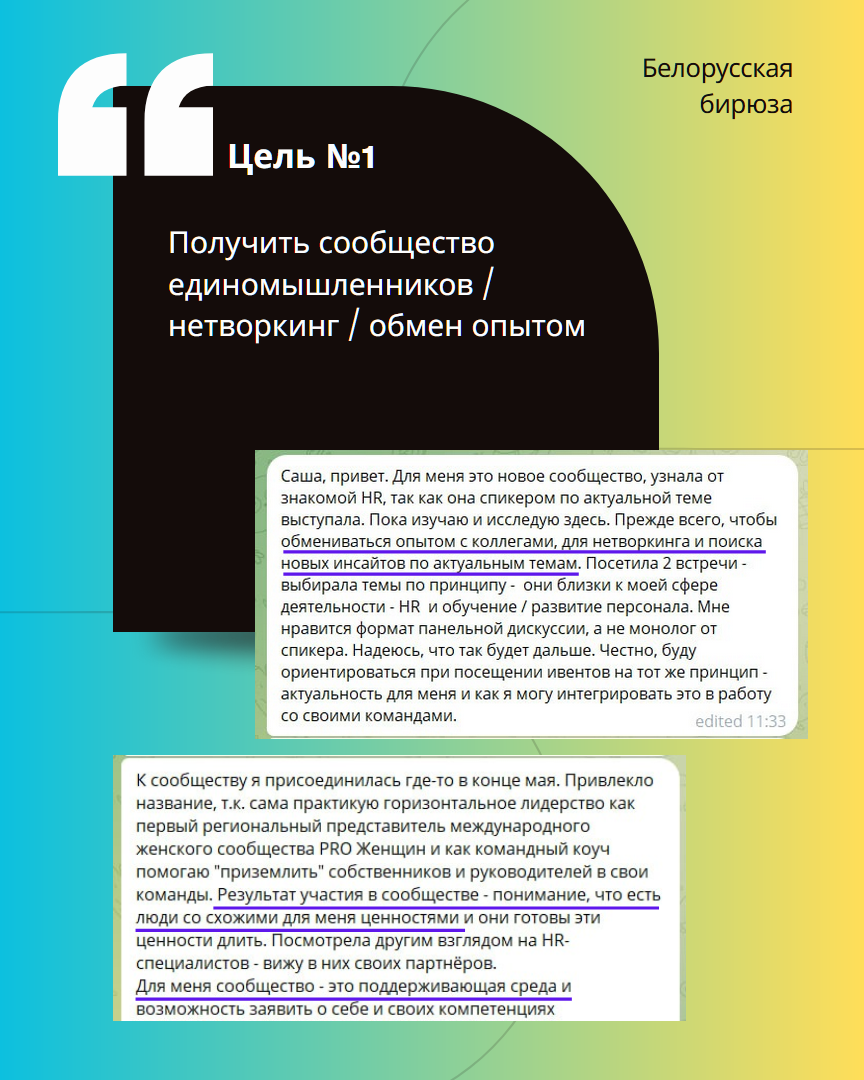 Белорусская
бирюза
Цель №1
Получить сообщество
единомышленников /
нетворкинг / обмен опытом
Саша, привет. Для меня это новое сообщество, узнала от
знакомой HR, так как она спикером по актуальной теме
выступала. Пока изучаю и исследую здесь. Прежде всего, чтобы
обмениваться опытом с коллегами, для нетворкинга и поиска
новых инсайтов по актуальным темам. Посетила 2 встречи -
выбирала темы по принципу - они близки к моей сфере
деятельности - HR и обучение / развитие персонала. Мне
нравится формат панельной дискуссии, а не монолог от
спикера. Надеюсь, что так будет дальше. Честно, буду
ориентироваться при посещении ивентов на тот же принцип -
актуальность для меня и как я могу интегрировать это в работу
со своими командами.
edited 11:33
К сообществу я присоединилась где-то в конце мая. Привлекло
название, т.к. сама практикую горизонтальное лидерство как
первый региональный представитель международного
женского сообщества PRO Женщин и как командный коуч
помогаю "приземлить" собственников и руководителей в свои
команды. Результат участия в сообществе - понимание, что есть
люди со схожими для меня ценностями и они готовы эти
ценности длить. Посмотрела другим взглядом на HR-
специалистов - вижу в них своих партнёров.
Для меня сообщество - это поддерживающая среда и
возможность заявить о себе и своих компетенциях